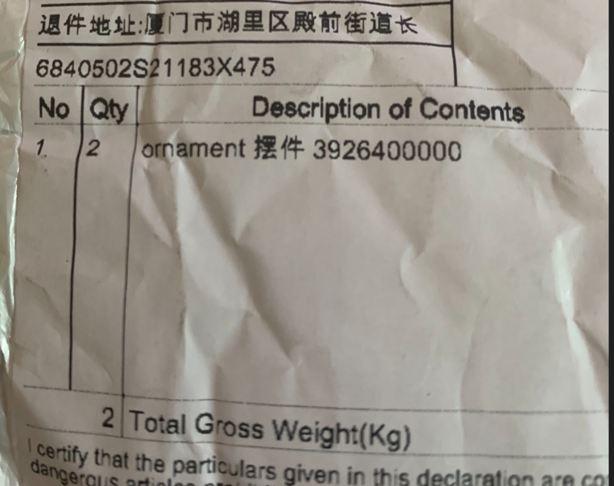 退件地址:厦门市湖里区殿前街道长
6840502S21183X475
No Qty Description of Contents
1 2 ornament 摆件 3926400000
2 Total Gross Weight(Kg)
I certify that the particulars given in this declaration are co
dangerous